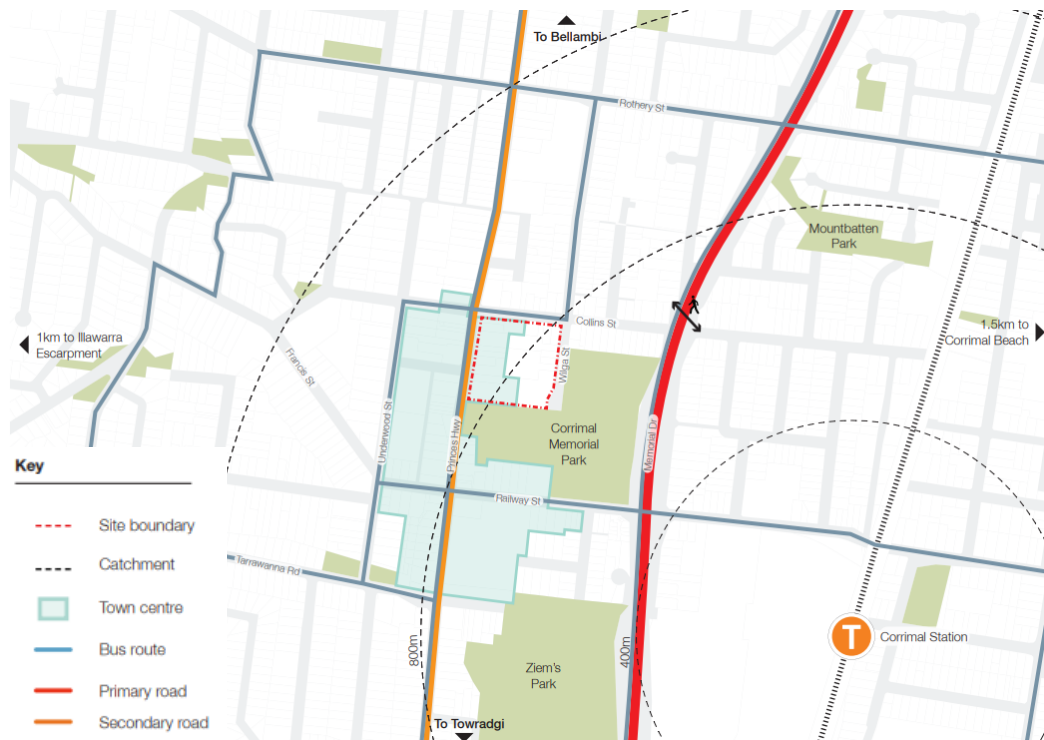 To Bellambi
Rothery St
Mountbatten
Park
Collins St
1km to Illawarra
Escarpment
1.5km to
Corrimal Beach
Francis St
Wilga St
Underwood St
Princes Hwy
Corrimal
Memorial
Park
Memorial Dr
Railway St
Tarrawanna Rd
Key
Site boundary
Catchment
Town centre
Bus route
Primary road
Secondary road
800m
400m
T
Corrimal Station
Ziem's
Park
To Towradgi